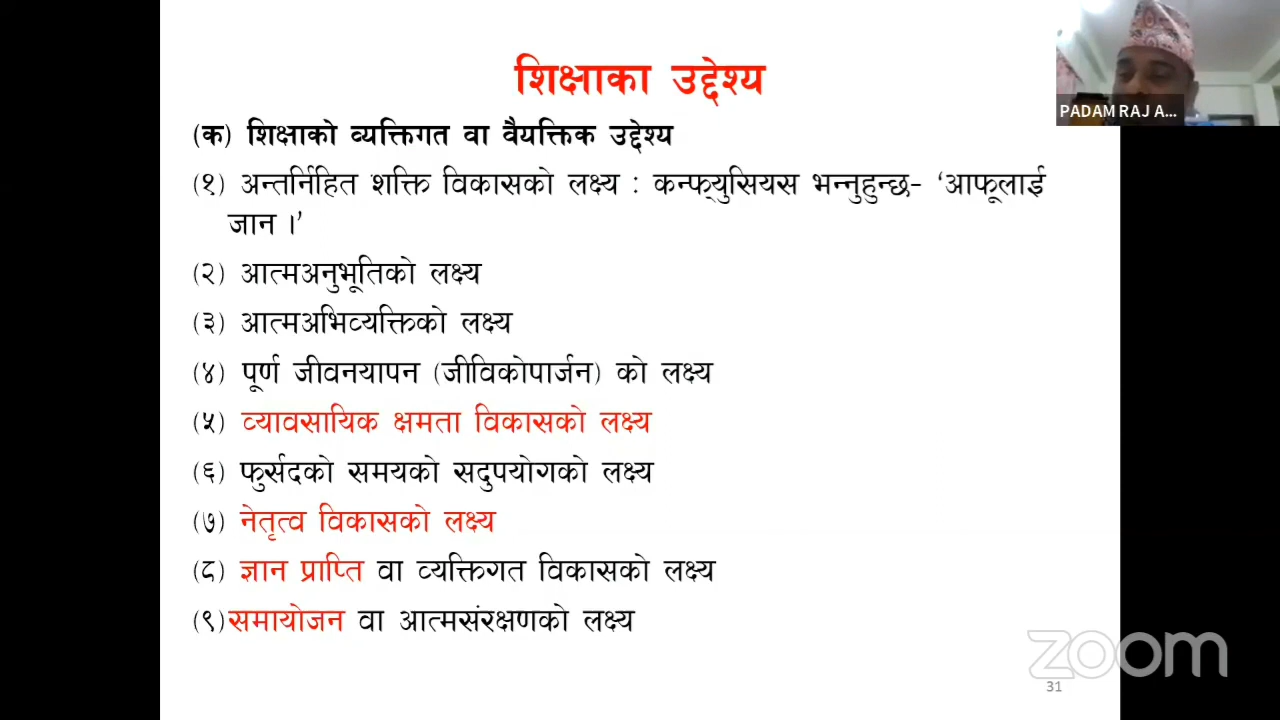 शिक्षाका उद्देश्य
PADAM RAJ A...
(क) शिक्षाको व्यक्तिगत वा वैयक्तिक उद्देश्य
(१) अन्तर्निहित शक्ति विकासको लक्ष्य : कन्फ्युसियस भन्नुहुन्छ- ‘आफूलाई
जान ।’
(२) आत्मअनुभूतिको लक्ष्य
(३) आत्मअभिव्यक्तिको लक्ष्य
(४) पूर्ण जीवनयापन (जीविकोपार्जन) को लक्ष्य
(५) व्यावसायिक क्षमता विकासको लक्ष्य
(६) फुर्सदको समयको सदुपयोगको लक्ष्य
(७) नेतृत्व विकासको लक्ष्य
(८) ज्ञान प्राप्ति वा व्यक्तिगत विकासको लक्ष्य
(९)समायोजन वा आत्मसंरक्षणको लक्ष्य
zoom
31